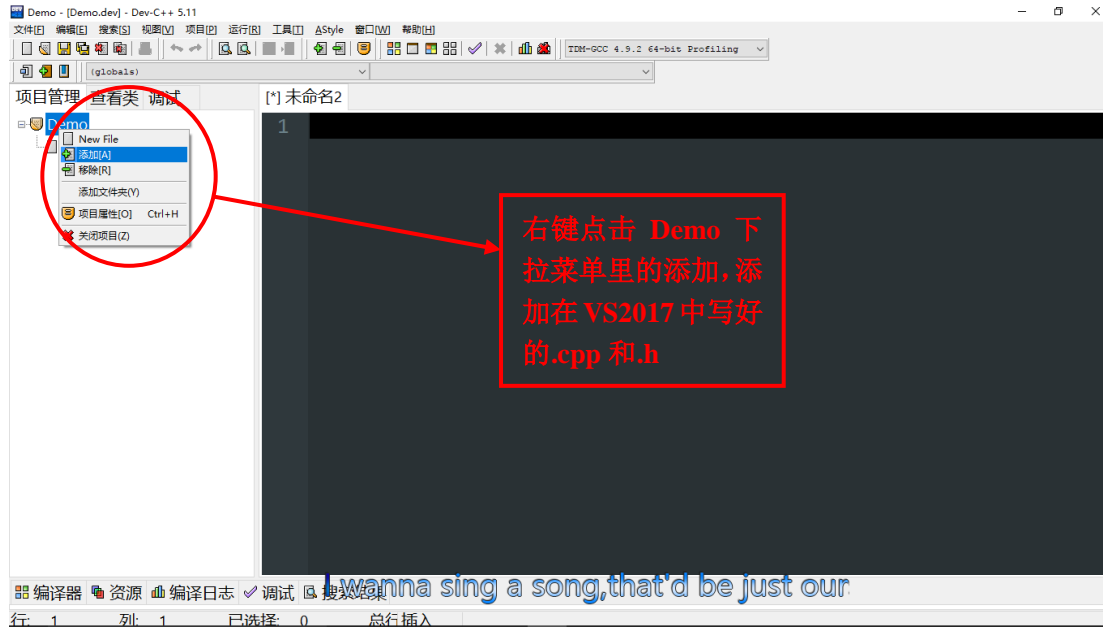 Demo - [Demo.dev] - Dev-C++ 5.11
文件[F] 编辑[E] 搜索[S] 视图[V] 项目[P] 运行[R] 工具[T] AStyle 窗口[W] 帮助[H]
TDM-GCC 4.9.2 64-bit Profiling
(globals)
项目管理 查看类 调试 [*] 未命名2
Demo
1
New File
添加[A]
移除[R]
添加文件夹(Y)
项目属性[O] Ctrl+H
关闭项目(Z)
右键点击 Demo 下
拉菜单里的添加，添
加在 VS2017 中写好
的.cpp 和.h
编译器 资源 编译日志 调试 搜索结果
I wanna sing a song,that'd be just our
行: 1 列: 1 已选择: 0 总行 插入